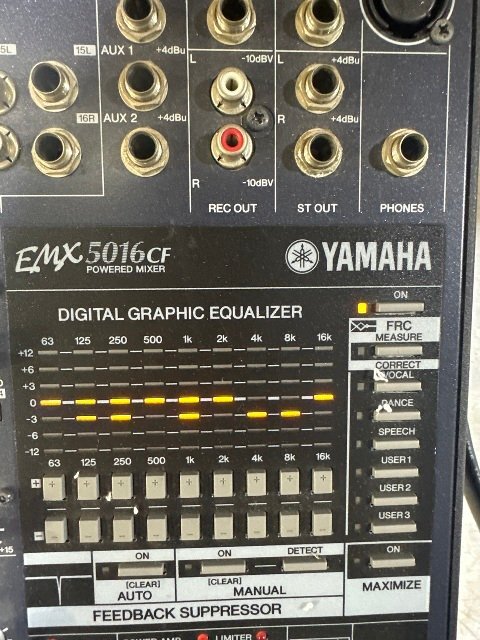 15L
15L
AUX 1
+4dBu
L
-10dBV
L
+4dBu
16R
AUX 2
+4dBu
R
+4dBu
R
-10dBV
REC OUT
ST OUT
PHONES
EMX 5016CF
POWERED MIXER
YAMAHA
DIGITAL GRAPHIC EQUALIZER
ON
63 125 250 500 1k 2k 4k 8k 16k
FRC
MEASURE
+12
+6
CORRECT
VOCAL
+3
0
DANCE
-3
-6
SPEECH
-12
63 125 250 500 1k 2k 4k 8k 16k
USER 1
+
+ + + + + + + + +
USER 2
USER 3
−
− − − − − − − − −
+15
ON
ON
DETECT
ON
[CLEAR]
AUTO
[CLEAR]
MANUAL
MAXIMIZE
FEEDBACK SUPPRESSOR
POWER AMP
LIMITER